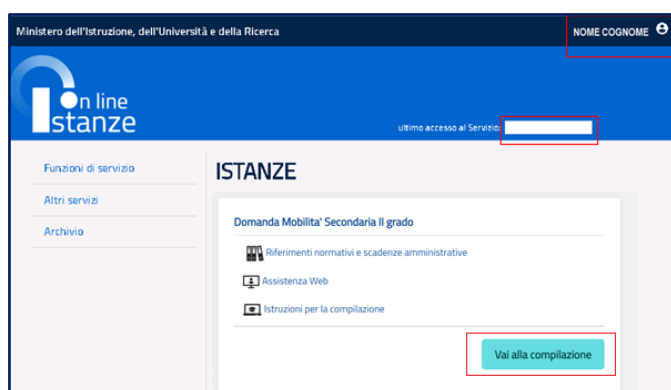 Ministero dell'Istruzione, dell'Università e della Ricerca
NOME COGNOME
On line
Istanze
ultimo accesso al Servizio:
Funzioni di servizio
Altri servizi
Archivio
ISTANZE
Domanda Mobilita' Secondaria II grado
Riferimenti normativi e scadenze amministrative
Assistenza Web
Istruzioni per la compilazione
Vai alla compilazione